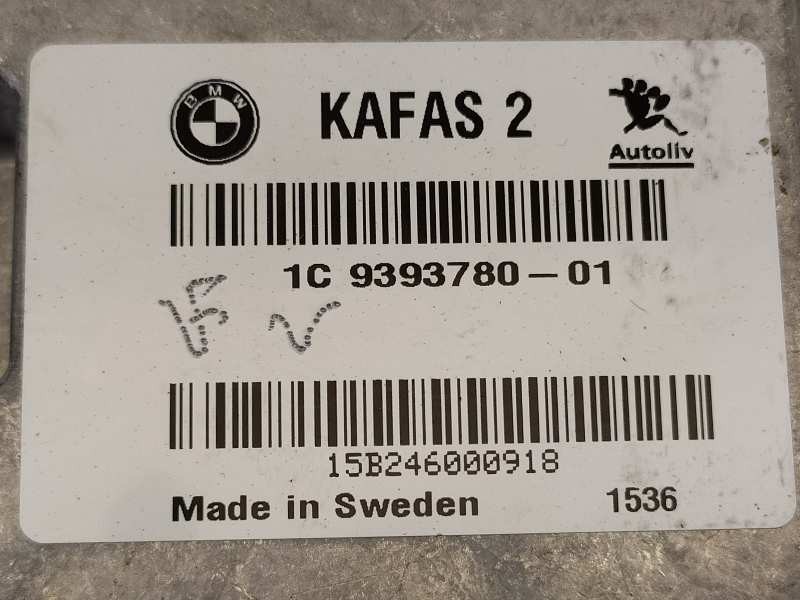 BMW KAFAS 2 Autoliv
1C 9393780-01
15B246000918
Made in Sweden 1536